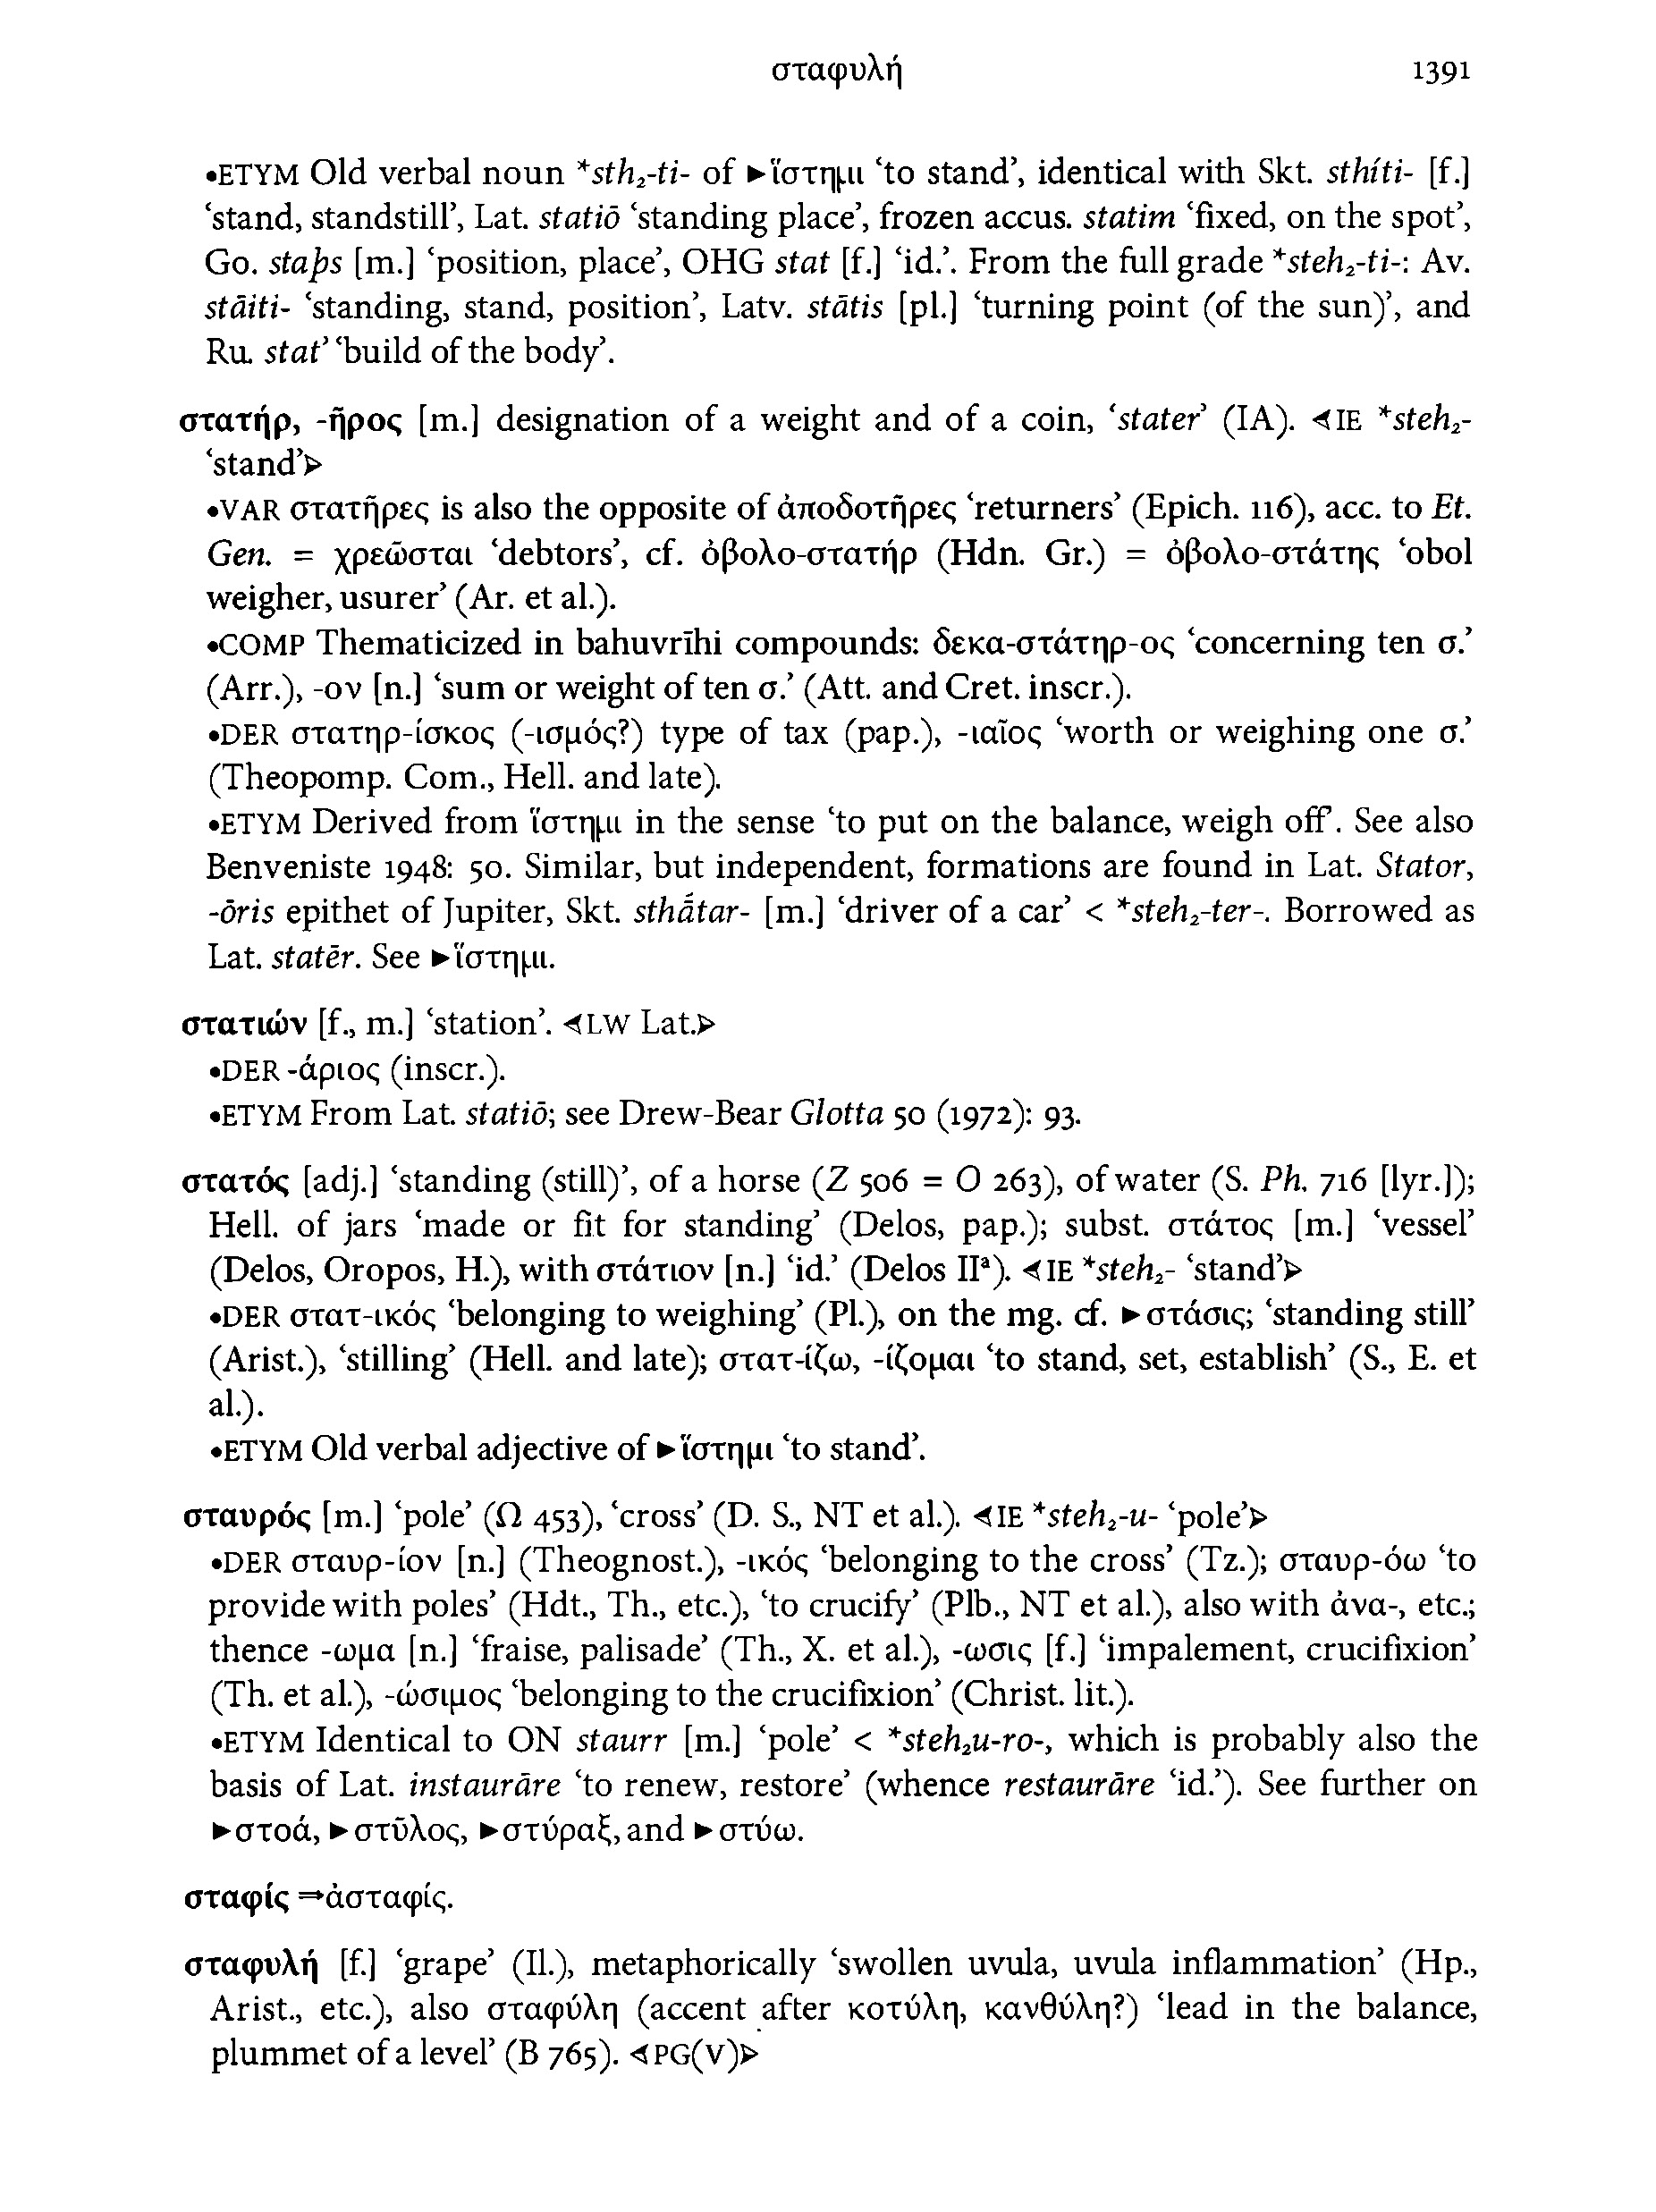 σταφυλή 1391
•ETYM Old verbal noun *sth₂-ti- of ►ἵστημι ‘to stand’, identical with Skt. sthíti- [f.]
‘stand, standstill’, Lat. statiō ‘standing place’, frozen accus. statim ‘fixed, on the spot’,
Go. staþs [m.] ‘position, place’, OHG stat [f.] ‘id.’. From the full grade *steh₂-ti-: Av.
stāiti- ‘standing, stand, position’, Latv. stātis [pl.] ‘turning point (of the sun)’, and
Ru. stat’ ‘build of the body’.
στατήρ, -ῆρος [m.] designation of a weight and of a coin, ‘stater’ (IA). ⊲IE *steh₂-
‘stand’⊳
•VAR στατῆρες is also the opposite of ἀποδοτῆρες ‘returners’ (Epich. 116), acc. to Et.
Gen. = χρεῶσται ‘debtors’, cf. ὀβολο-στατήρ (Hdn. Gr.) = ὀβολο-στάτης ‘obol
weigher, usurer’ (Ar. et al.).
•COMP Thematicized in bahuvrīhi compounds: δεκα-στάτηρ-ος ‘concerning ten σ.’
(Arr.), -ον [n.] ‘sum or weight of ten σ.’ (Att. and Cret. inscr.).
•DER στατηρ-ίσκος (-ισμός?) type of tax (pap.), -ιαῖος ‘worth or weighing one σ.’
(Theopomp. Com., Hell. and late).
•ETYM Derived from ἵστημι in the sense ‘to put on the balance, weigh off’. See also
Benveniste 1948: 50. Similar, but independent, formations are found in Lat. Stator,
-ōris epithet of Jupiter, Skt. sthā́tar- [m.] ‘driver of a car’ < *steh₂-ter-. Borrowed as
Lat. statēr. See ►ἵστημι.
στατιών [f., m.] ‘station’. ⊲LW Lat.⊳
•DER -άριος (inscr.).
•ETYM From Lat. statiō; see Drew-Bear Glotta 50 (1972): 93.
στατός [adj.] ‘standing (still)’, of a horse (Z 506 = O 263), of water (S. Ph. 716 [lyr.]);
Hell. of jars ‘made or fit for standing’ (Delos, pap.); subst. στάτος [m.] ‘vessel’
(Delos, Oropos, H.), with στάτιον [n.] ‘id.’ (Delos IIᵃ). ⊲IE *steh₂- ‘stand’⊳
•DER στατ-ικός ‘belonging to weighing’ (Pl.), on the mg. cf. ►στάσις; ‘standing still’
(Arist.), ‘stilling’ (Hell. and late); στατ-ίζω, -ίζομαι ‘to stand, set, establish’ (S., E. et
al.).
•ETYM Old verbal adjective of ►ἵστημι ‘to stand’.
σταυρός [m.] ‘pole’ (Ω 453), ‘cross’ (D. S., NT et al.). ⊲IE *steh₂-u- ‘pole’⊳
•DER σταυρ-ίον [n.] (Theognost.), -ικός ‘belonging to the cross’ (Tz.); σταυρ-όω ‘to
provide with poles’ (Hdt., Th., etc.), ‘to crucify’ (Plb., NT et al.), also with ἀνα-, etc.;
thence -ωμα [n.] ‘fraise, palisade’ (Th., X. et al.), -ωσις [f.] ‘impalement, crucifixion’
(Th. et al.), -ώσιμος ‘belonging to the crucifixion’ (Christ. lit.).
•ETYM Identical to ON staurr [m.] ‘pole’ < *steh₂u-ro-, which is probably also the
basis of Lat. instaurāre ‘to renew, restore’ (whence restaurāre ‘id.’). See further on
►στοά, ►στῦλος, ►στύραξ, and ►στύω.
σταφίς ⇒ἀσταφίς.
σταφυλή [f.] ‘grape’ (Il.), metaphorically ‘swollen uvula, uvula inflammation’ (Hp.,
Arist., etc.), also σταφύλη (accent after κοτύλη, κανθύλη?) ‘lead in the balance,
plummet of a level’ (B 765). ⊲PG(V)⊳